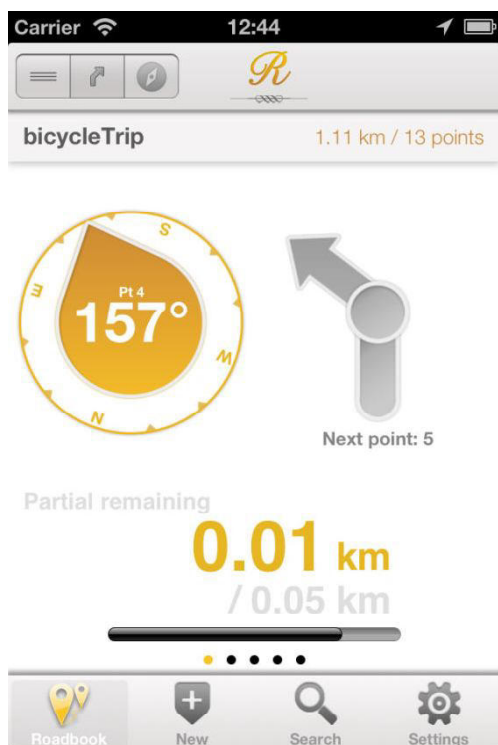 Carrier 12:44
R
bicycleTrip 1.11 km / 13 points
S
E
Pt 4
157°
W
N
Next point: 5
Partial remaining
0.01 km
/ 0.05 km
Roadbook New Search Settings